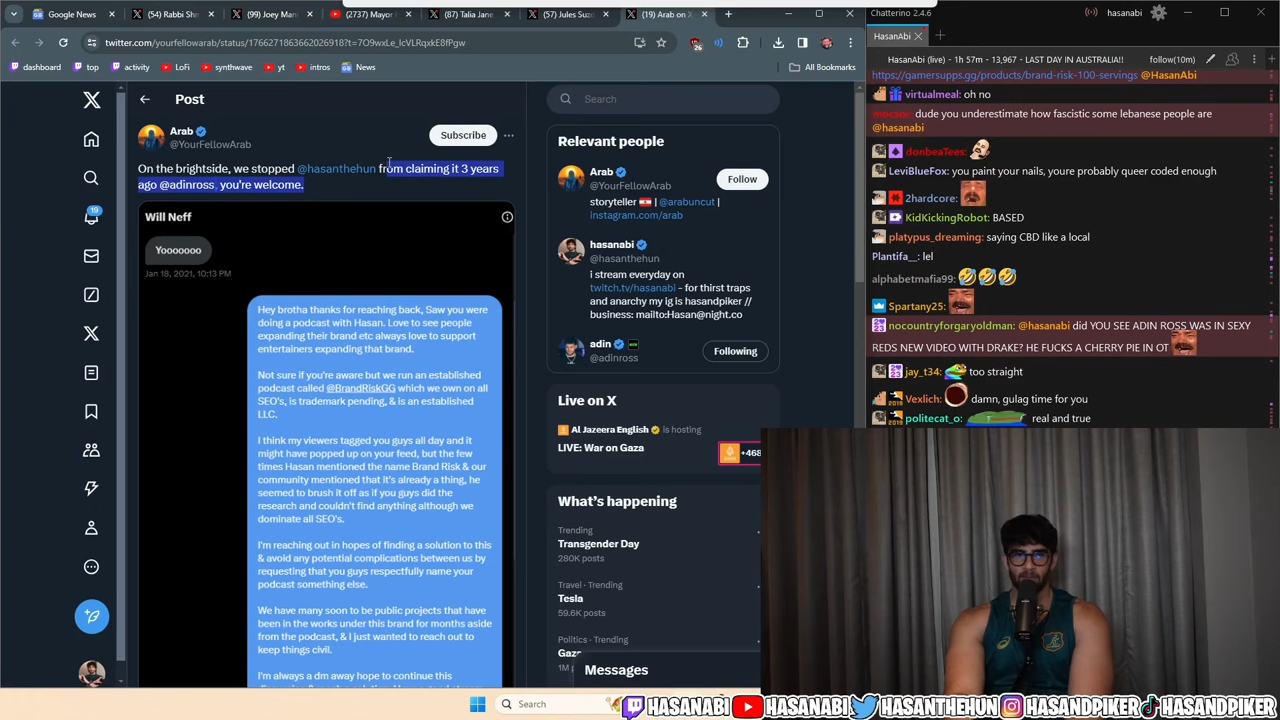 Google News
(54) Rabbi Shm
(99) Joey Man
(2737) Mayor
(87) Talia Jane
(57) Jules Suz
(19) Arab on X
twitter.com/yourfellowarab/status/1766271863662026918?t=7O9wxLe_lcVLRqxkE8fPgw
dashboard
top
activity
LoFi
synthwave
yt
intros
News
All Bookmarks
Post
Arab
@YourFellowArab
Subscribe
On the brightside, we stopped @hasanthehun from claiming it 3 years
ago @adinross you're welcome.
Will Neff
Yooooooo
Jan 18, 2021, 10:13 PM
Hey brotha thanks for reaching back, Saw you were
doing a podcast with Hasan. Love to see people
expanding their brand etc always love to support
entertainers expanding that brand.
Not sure if you're aware but we run an established
podcast called @BrandRiskGG which we own on all
SEO's, is trademark pending, & is an established
LLC.
I think my viewers tagged you guys all day and it
might have popped up on your feed, but the few
times Hasan mentioned the name Brand Risk & our
community mentioned that it's already a thing, he
seemed to brush it off as if you guys did the
research and couldn't find anything although we
dominate all SEO's.
I'm reaching out in hopes of finding a solution to this
& avoid any potential complications between us by
requesting that you guys respectfully name your
podcast something else.
We have many soon to be public projects that have
been in the works under this brand for months aside
from the podcast, & I just wanted to reach out to
keep things civil.
I'm always a dm away hope to continue this
Search
Relevant people
Arab
@YourFellowArab
Follow
storyteller | @arabuncut |
instagram.com/arab
hasanabi
@hasanthehun
i stream everyday on
twitch.tv/hasanabi - for thirst traps
and anarchy my ig is hasandpiker //
business: mailto:Hasan@night.co
adin
@adinross
Following
Live on X
Al Jazeera English is hosting
LIVE: War on Gaza
+468
What's happening
Trending
Transgender Day
280K posts
Travel · Trending
Tesla
59.6K posts
Politics · Trending
Gaza
1M
Messages
Search
Chatterino 2.4.6
hasanabi
HasanAbi
HasanAbi (live) - 1h 57m - 13,967 - LAST DAY IN AUSTRALIA!!
follow(10m)
https://gamersupps.gg/products/brand-risk-100-servings @HasanAbi
virtualmeal: oh no
dude you underestimate how fascistic some lebanese people are
@hasanabi
donbeaTees:
LeviBlueFox: you paint your nails, youre probably queer coded enough
2hardcore:
KidKickingRobot: BASED
platypus_dreaming: saying CBD like a local
Plantifa__: lel
alphabetmafia99:
Spartany25:
nocountryforgaryoldman: @hasanabi did YOU SEE ADIN ROSS WAS IN SEXY
REDS NEW VIDEO WITH DRAKE? HE FUCKS A CHERRY PIE IN OT
jay_t34: too straight
Vexlich: damn, gulag time for you
politecat_o: real and true
HASANABI
HASANABI
HASANTHEHUN
HASANDPIKER
HASANDPIKER